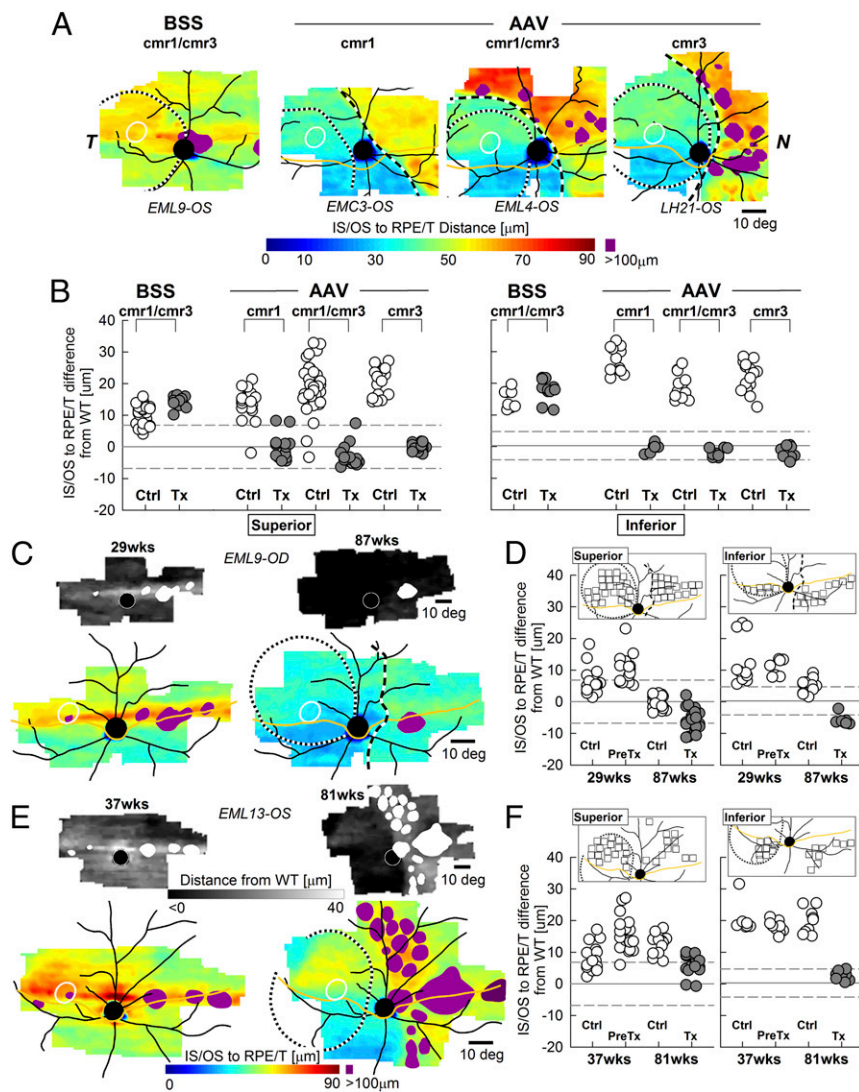 A
BSS
AAV
cmr1/cmr3
cmr1
cmr1/cmr3
cmr3
T
N
EML9-OS
EMC3-OS
EML4-OS
LH21-OS
10 deg
IS/OS to RPE/T Distance [μm]
0
30
60
90
>100μm
B
BSS
AAV
BSS
AAV
cmr1/cmr3
cmr1
cmr1/cmr3
cmr3
cmr1/cmr3
cmr1
cmr1/cmr3
cmr3
IS/OS to RPE/T difference
from WT [um]
40
30
20
10
0
-10
-20
Ctrl Tx Ctrl Tx Ctrl Tx Ctrl Tx
Ctrl Tx Ctrl Tx Ctrl Tx Ctrl Tx
Superior
Inferior
C
29wks
EML9-OD
87wks
10 deg
10 deg
D
Superior
Inferior
IS/OS to RPE/T difference
from WT [um]
40
30
20
10
0
-10
-20
Ctrl PreTx Ctrl Tx
Ctrl PreTx Ctrl Tx
29wks 87wks
29wks 87wks
E
37wks
EML13-OS
81wks
10 deg
Distance from WT [μm]
<0
40
10 deg
IS/OS to RPE/T [μm]
0
90
>100μm
F
Superior
Inferior
IS/OS to RPE/T difference
from WT [um]
40
30
20
10
0
-10
-20
Ctrl PreTx Ctrl Tx
Ctrl PreTx Ctrl Tx
37wks 81wks
37wks 81wks